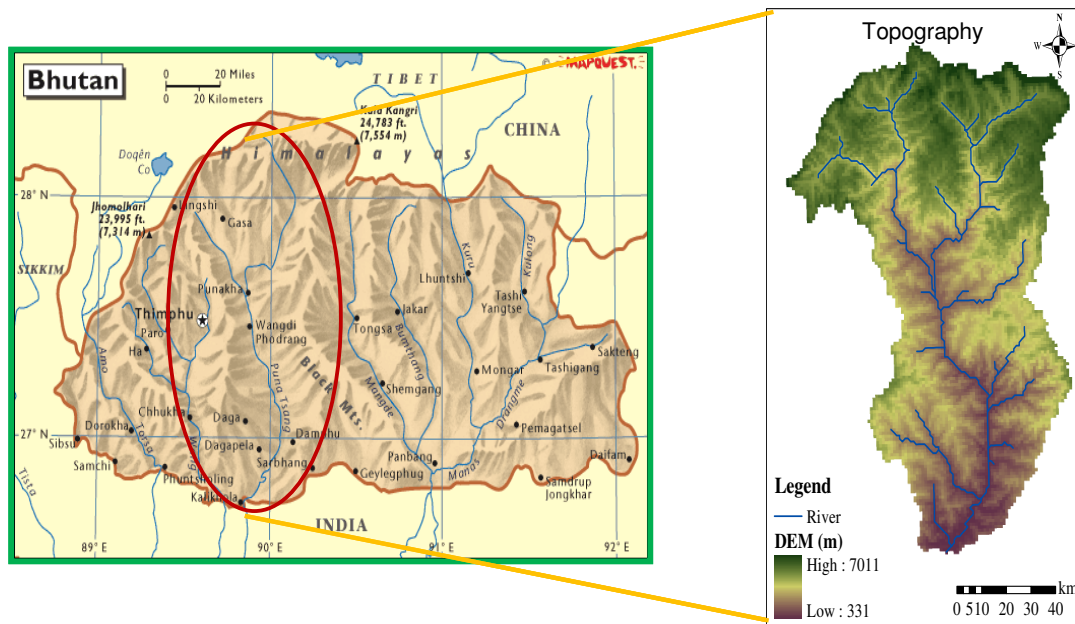 Bhutan
0 20 Miles
0 20 Kilometers
© MAPQUEST.
TIBET
CHINA
Kula Kangri
24,783 ft.
(7,554 m)
Himalayas
Doqên
Co
28° N
Jhomolhari
23,995 ft.
(7,314 m)
Lingshi
Gasa
SIKKIM
Kuru
Kulong
Lhuntshi
Punakha
Tashi
Yangtse
Thimphu
Wangdi
Phodrang
Jakar
Tongsa
Bumthang
Paro
Ha
Sakteng
Tashigang
Amo
Puna Tsang
Black Mts.
Mangde
Shemgang
Mongar
Drangme
Chhukha
Daga
Dorokha
Torsa
Wong
Damphu
Pemagatsel
27° N
Sibsu
Dagapela
Samchi
Sarbhang
Panbang
Daifam
Phuntsholing
Geylegphug
Manas
Samdrup
Jongkhar
Tista
Kalikhola
INDIA
89° E
90° E
91° E
92° E
Topography
N
W
E
S
Legend
River
DEM (m)
High : 7011
Low : 331
km
0 5 10 20 30 40